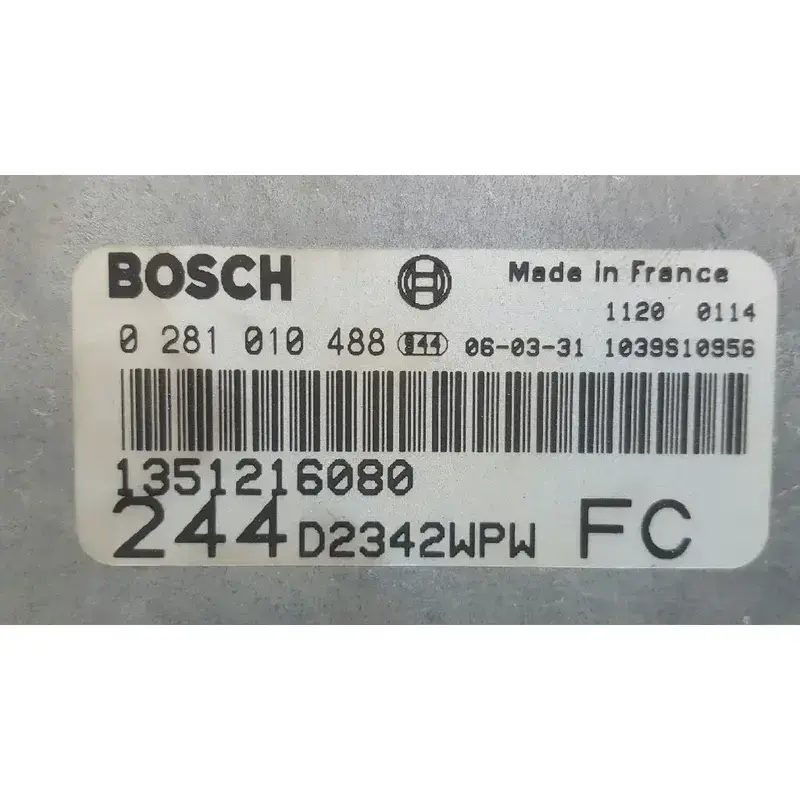 BOSCH Made in France
1120 0114
0 281 010 488 944 06-03-31 1039S10956
1351216080
244 D2342WPW FC